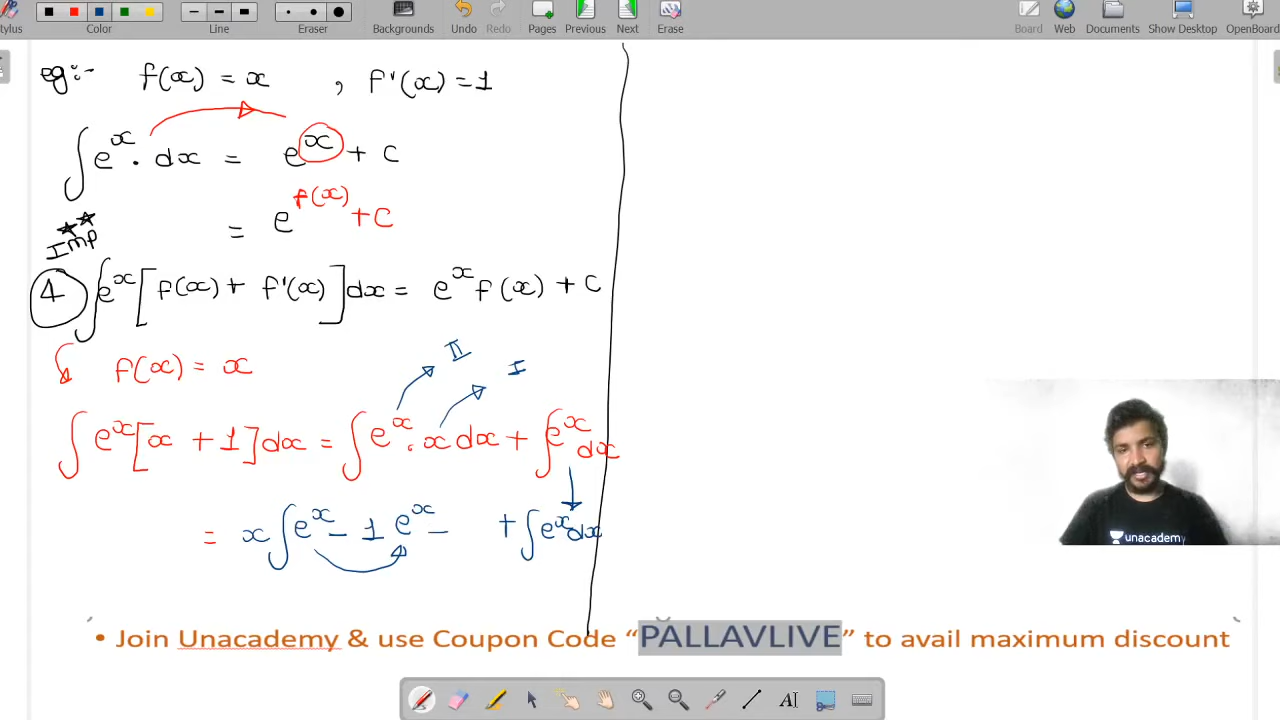 Stylus Color Line Eraser Backgrounds Undo Redo Pages Previous Next Erase Board Web Documents Show Desktop OpenBoard
eg:- f(x) = x , f'(x) = 1
∫e^x . dx = e^x + c
= e^f(x) + c
Imp
4 ∫e^x [f(x) + f'(x)] dx = e^x f(x) + c
f(x) = x
II
I
∫e^x [x + 1] dx = ∫e^x . x dx + ∫e^x dx
= x ∫e^x - 1 e^x - + ∫e^x dx
unacademy
• Join Unacademy & use Coupon Code “PALLAVLIVE” to avail maximum discount